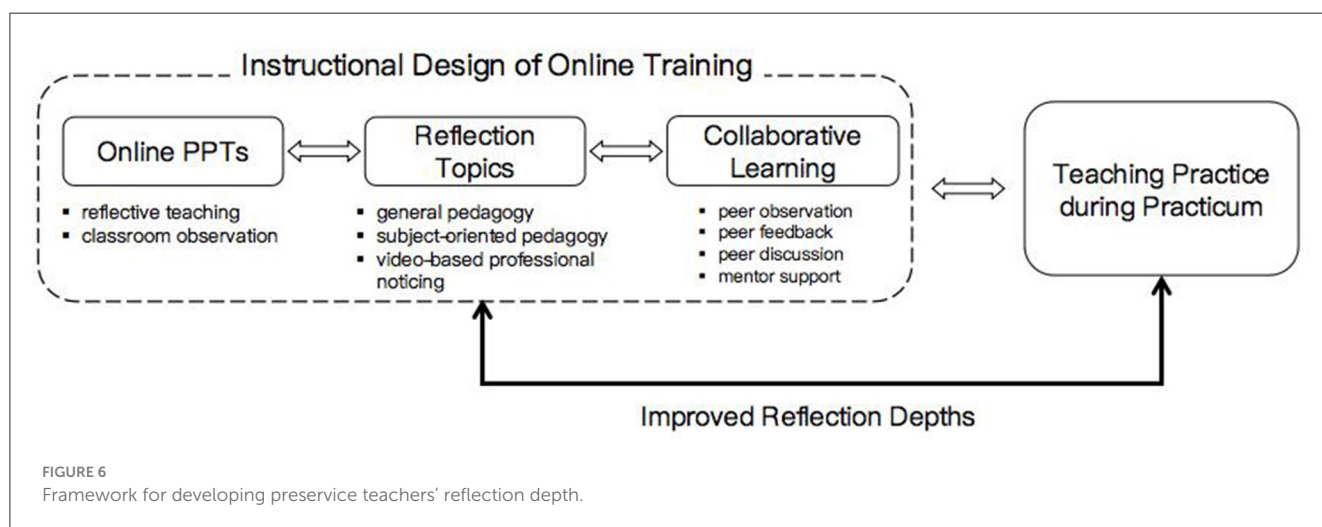 Instructional Design of Online Training
Online PPTs
▪ reflective teaching
▪ classroom observation
Reflection
Topics
▪ general pedagogy
▪ subject-oriented pedagogy
▪ video-based professional
noticing
Collaborative
Learning
▪ peer observation
▪ peer feedback
▪ peer discussion
▪ mentor support
Teaching Practice
during Practicum
Improved Reflection Depths
FIGURE 6
Framework for developing preservice teachers' reflection depth.